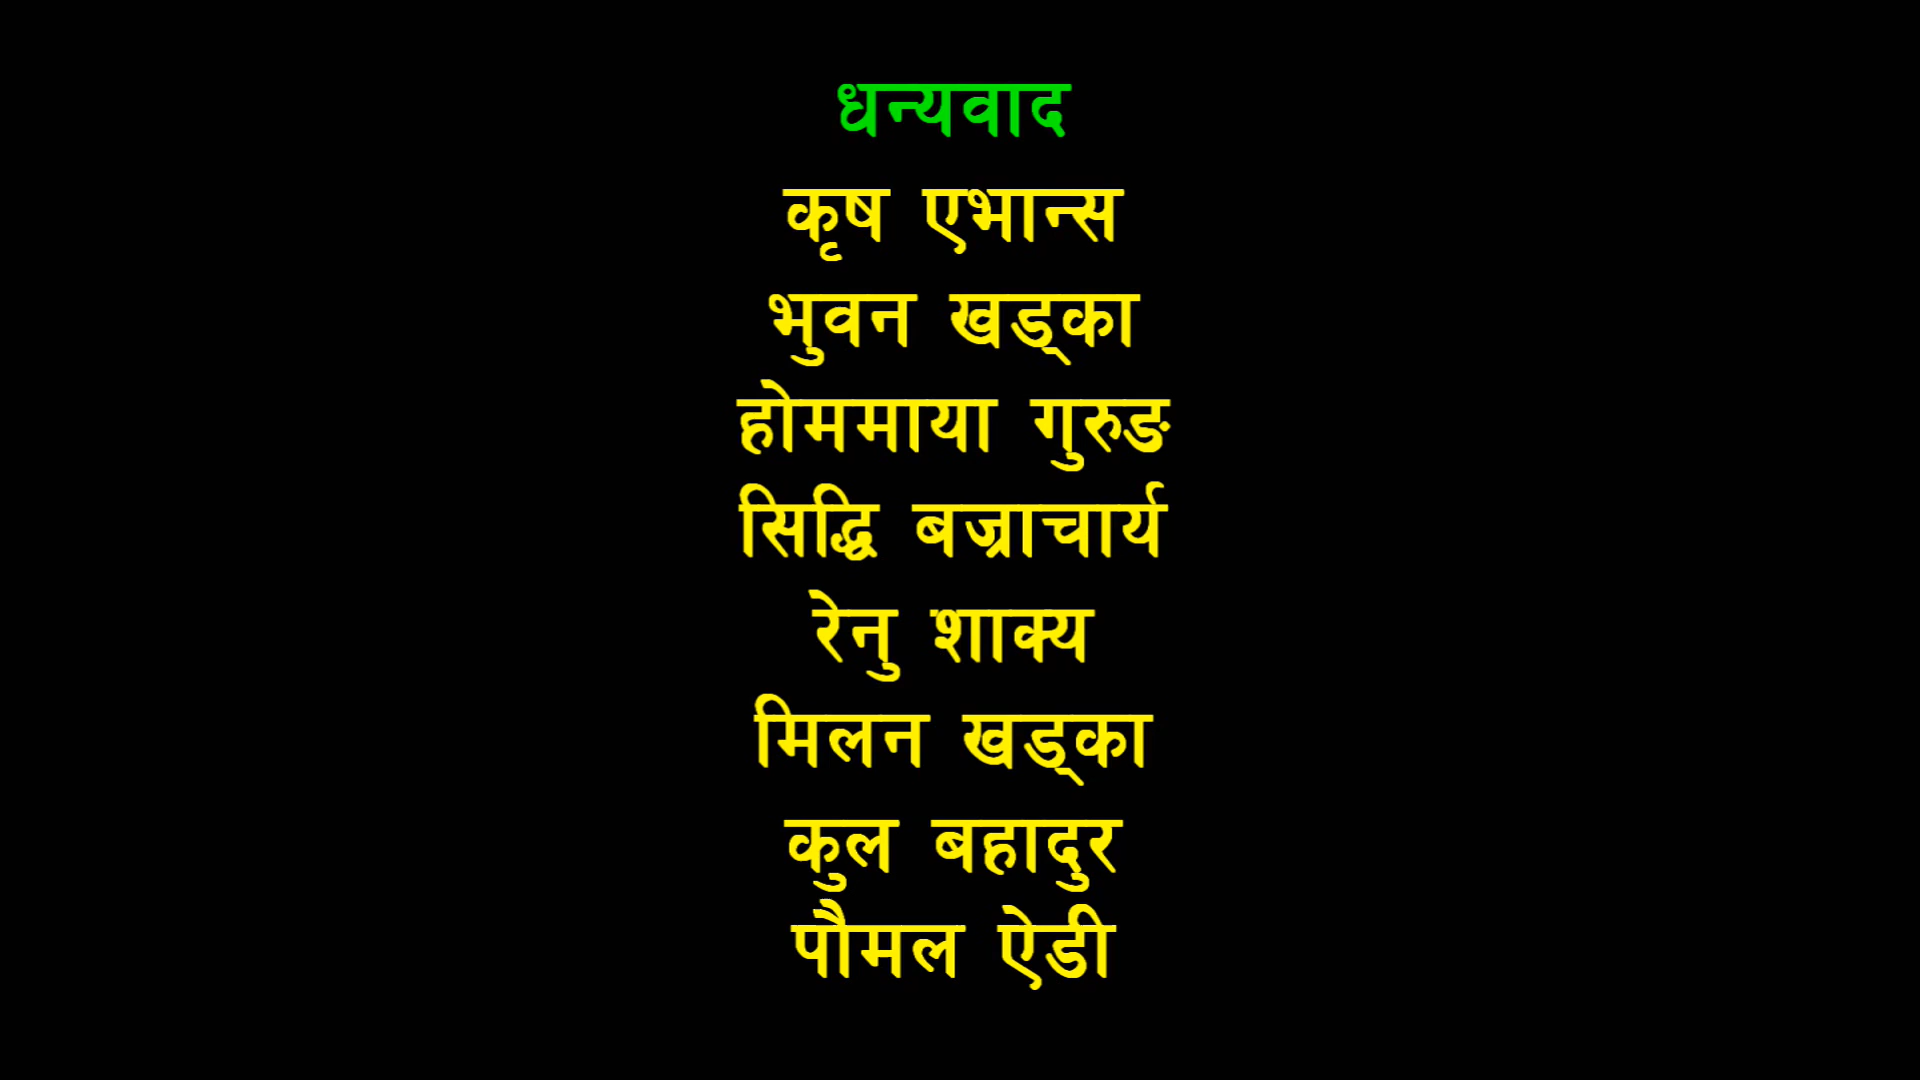 धन्यवाद
कृष एभान्स
भुवन खड्का
होममाया गुरुङ
सिद्धि बज्राचार्य
रेनु शाक्य
मिलन खड्का
कुल बहादुर
पौमल ऐडी